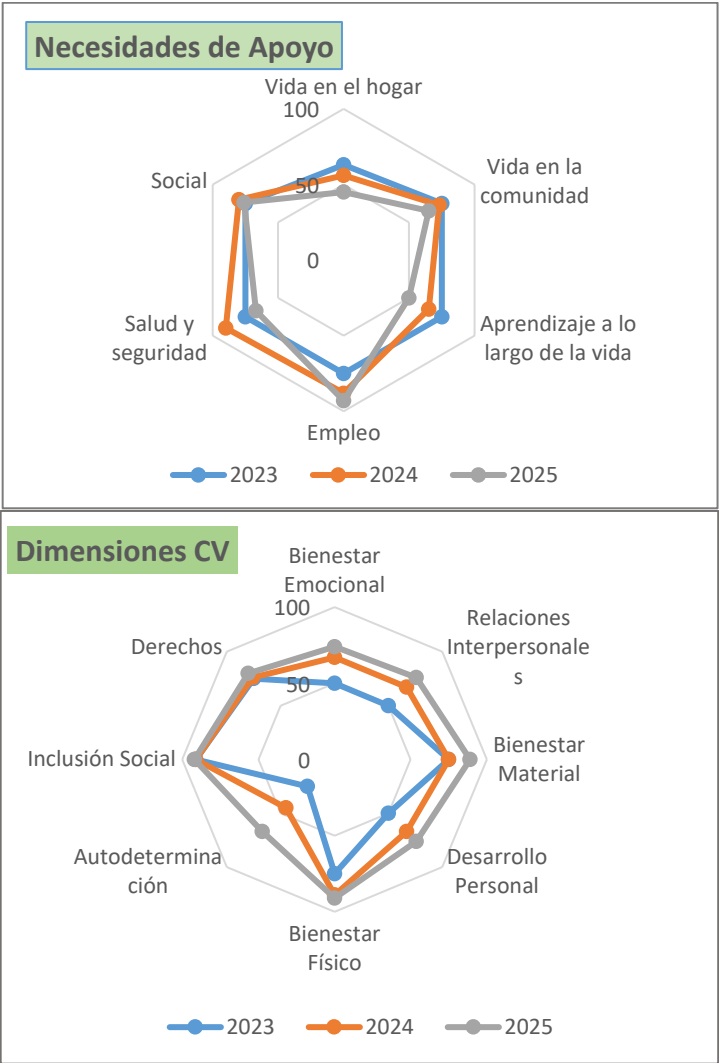 Necesidades de Apoyo
Vida en el hogar
100
50
0
Vida en la
comunidad
Aprendizaje a lo
largo de la vida
Empleo
Salud y
seguridad
Social
2023 2024 2025
Dimensiones CV
Bienestar
Emocional
100
50
0
Relaciones
Interpersonale
s
Bienestar
Material
Desarrollo
Personal
Bienestar
Físico
Autodetermina
ción
Inclusión Social
Derechos
2023 2024 2025